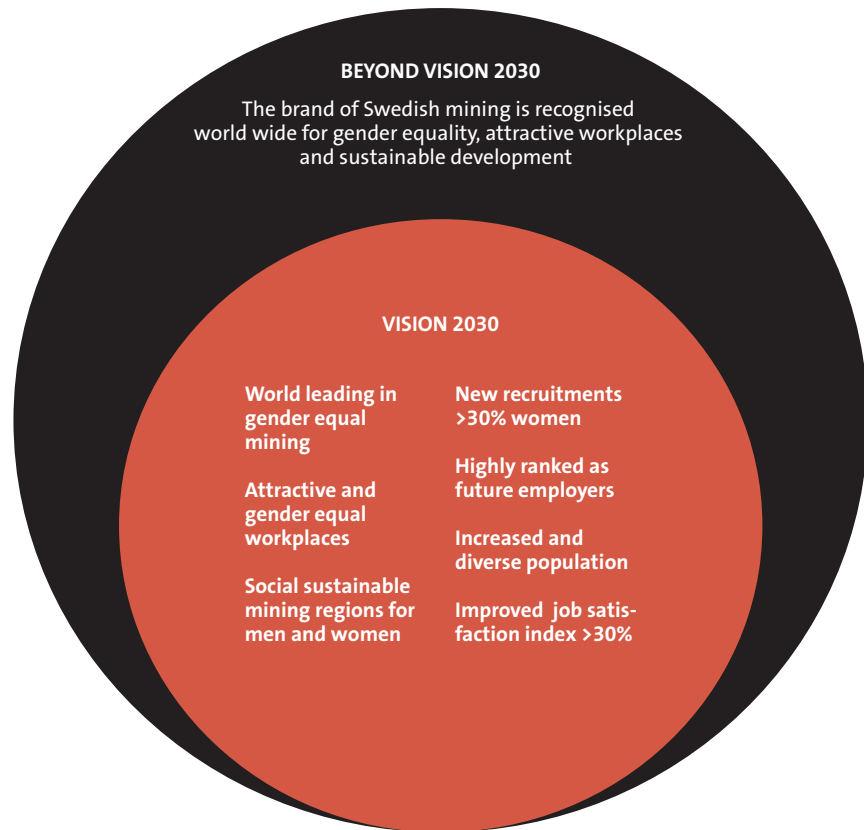 BEYOND VISION 2030
The brand of Swedish mining is recognised
world wide for gender equality, attractive workplaces
and sustainable development
VISION 2030
World leading in
gender equal
mining
Attractive and
gender equal
workplaces
Social sustainable
mining regions for
men and women
New recruitments
>30% women
Highly ranked as
future employers
Increased and
diverse population
Improved  job satis-
faction index >30%